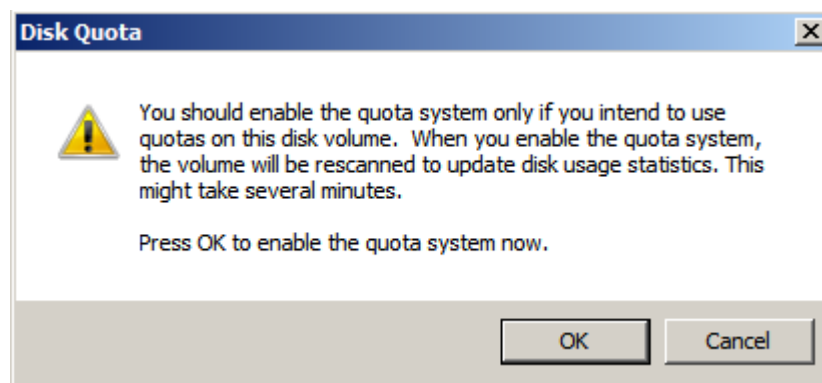 Disk Quota
You should enable the quota system only if you intend to use
quotas on this disk volume.  When you enable the quota system,
the volume will be rescanned to update disk usage statistics. This
might take several minutes.
Press OK to enable the quota system now.
OK
Cancel